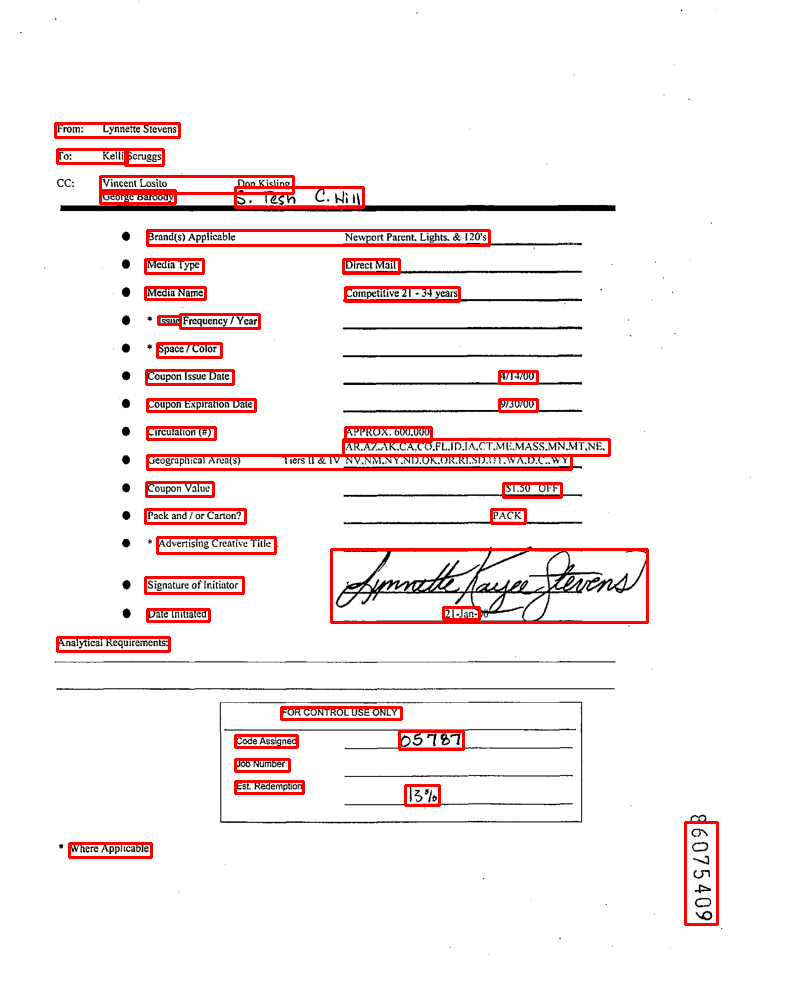 From: Lynnette Stevens
To: Kelli Scruggs
CC: Vincent Losito Don Kisling
George Baroody S. Tesh C. Hill
● Brand(s) Applicable Newport Parent, Lights, & 120's
● Media Type Direct Mail
● Media Name Competitive 21 - 34 years
● * Issue Frequency / Year
● * Space / Color
● Coupon Issue Date 4/14/00
● Coupon Expiration Date 9/30/00
● Circulation (#) APPROX. 600,000
AR,AZ,AK,CA,CO,FL,ID,IA,CT,ME,MASS,MN,MT,NE,
● Geographical Area(s) Tiers II & IV NV,NM,NY,ND,OK,OR,RI,SD,UT,WA,D.C.,WY
● Coupon Value $1.50 OFF
● Pack and / or Carton? PACK
● * Advertising Creative Title
● Signature of Initiator Lynnette Kayee Stevens
● Date Initiated 21-Jan-00
Analytical Requirements:
FOR CONTROL USE ONLY
Code Assigned 05787
Job Number
Est. Redemption 13%
* Where Applicable
86075409